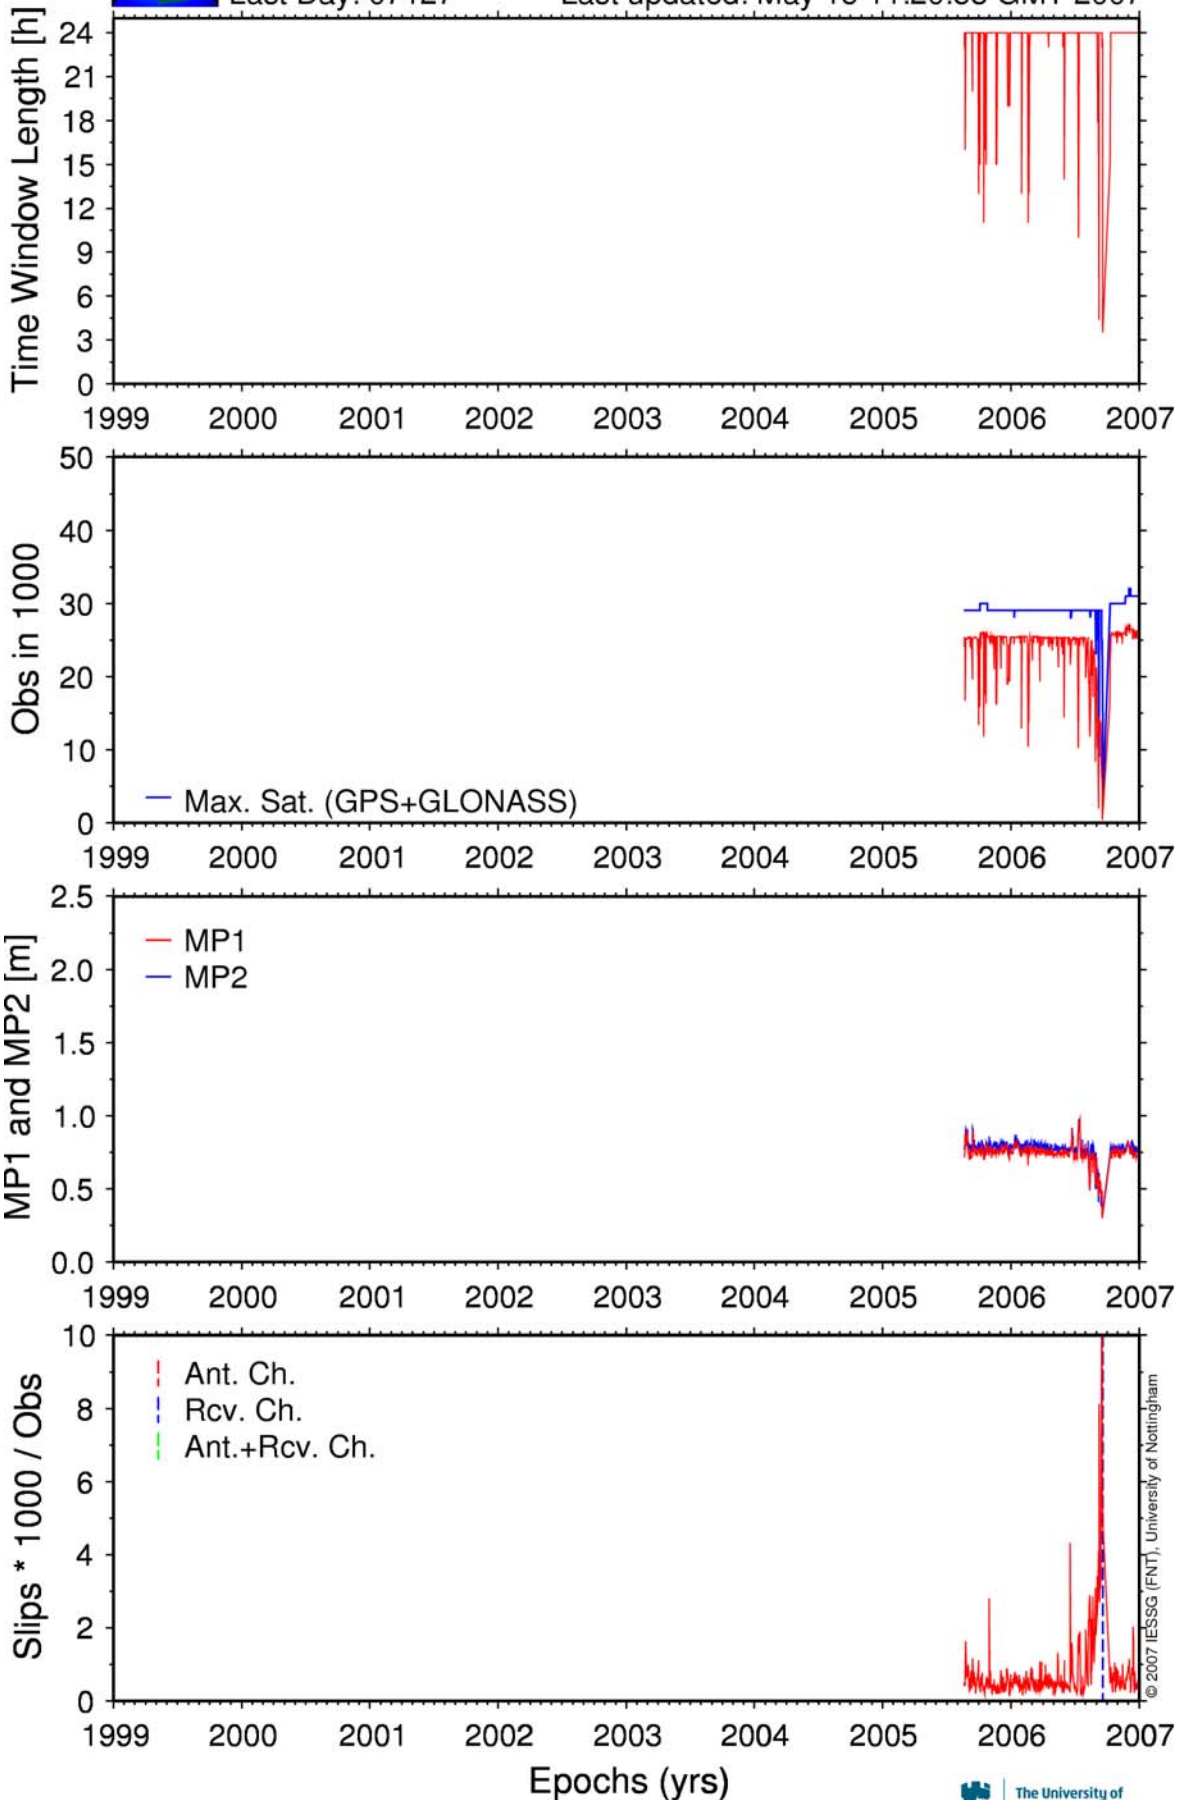 Time Window Length [h]
24
21
18
15
12
9
6
3
0
1999 2000 2001 2002 2003 2004 2005 2006 2007
Obs in 1000
50
40
30
20
10
0
Max. Sat. (GPS+GLONASS)
1999 2000 2001 2002 2003 2004 2005 2006 2007
MP1 and MP2 [m]
2.5
2.0
1.5
1.0
0.5
0.0
MP1
MP2
1999 2000 2001 2002 2003 2004 2005 2006 2007
Slips * 1000 / Obs
10
8
6
4
2
0
Ant. Ch.
Rcv. Ch.
Ant.+Rcv. Ch.
© 2007 IESSG (FNT), University of Nottingham
1999 2000 2001 2002 2003 2004 2005 2006 2007
Epochs (yrs)
The University of